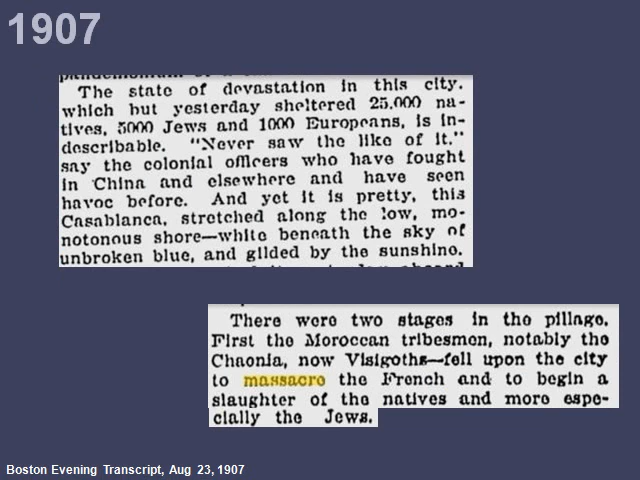 1907
The state of devastation in this city.
which but yesterday sheltered 25,000 na-
tives, 5000 Jews and 1000 Europeans, is in-
describable. "Never saw the like of it,"
say the colonial officers who have fought
in China and elsewhere and have seen
havoc before. And yet it is pretty, this
Casablanca, stretched along the low, mo-
notonous shore—white beneath the sky of
unbroken blue, and gilded by the sunshine.
There were two stages in the pillage.
First the Moroccan tribesmen, notably the
Chaonia, now Visigoths—fell upon the city
to massacre the French and to begin a
slaughter of the natives and more espe-
cially the Jews.
Boston Evening Transcript, Aug 23, 1907